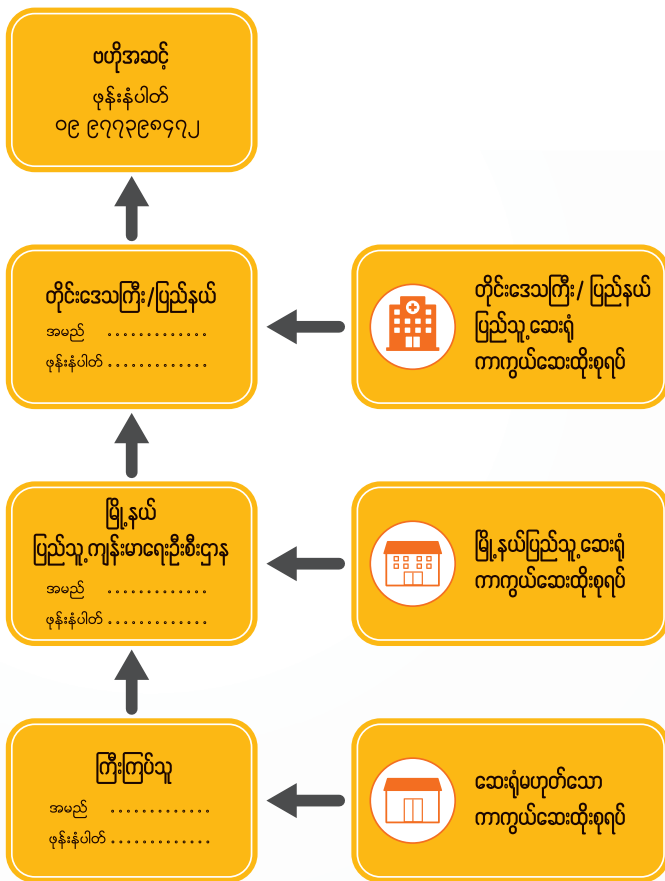 ဗဟိုအဆင့်
ဖုန်းနံပါတ်
၀၉ ၉၇၇၃၉၈၄၇၂
တိုင်းဒေသကြီး/ပြည်နယ်
အမည် .............
ဖုန်းနံပါတ် .............
တိုင်းဒေသကြီး/ ပြည်နယ်
ပြည်သူ့ဆေးရုံ
ကာကွယ်ဆေးထိုးစုရပ်
မြို့နယ်
ပြည်သူ့ကျန်းမာရေးဦးစီးဌာန
အမည် .............
ဖုန်းနံပါတ် .............
မြို့နယ်ပြည်သူ့ဆေးရုံ
ကာကွယ်ဆေးထိုးစုရပ်
ကြီးကြပ်သူ
အမည် .............
ဖုန်းနံပါတ် .............
ဆေးရုံမဟုတ်သော
ကာကွယ်ဆေးထိုးစုရပ်